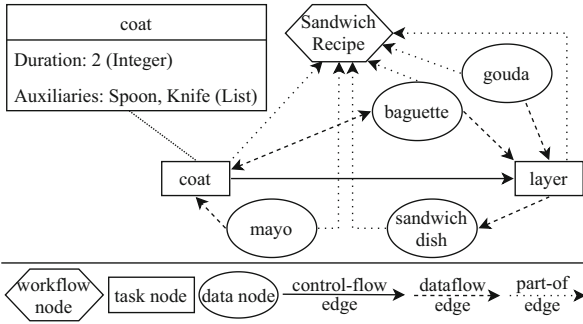 coat
Duration: 2 (Integer)
Auxiliaries: Spoon, Knife (List)
Sandwich
Recipe
gouda
baguette
coat
layer
mayo
sandwich
dish
workflow
node
task node
data node
control-flow
edge
dataflow
edge
part-of
edge